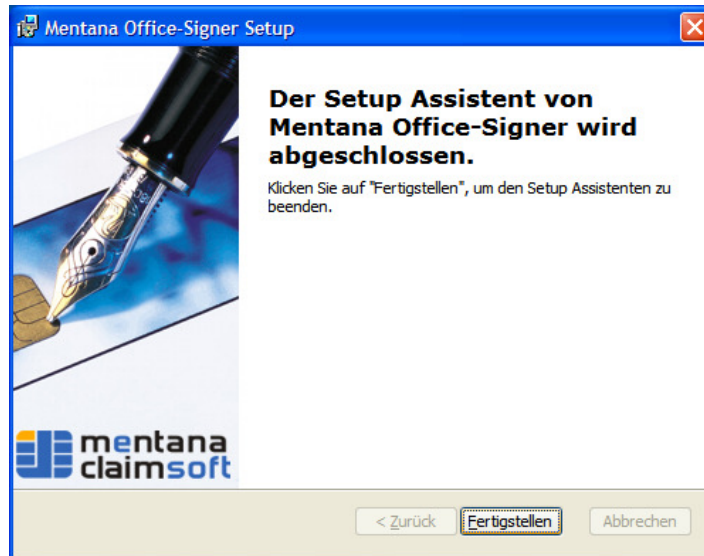 Mentana Office-Signer Setup
Der Setup Assistent von
Mentana Office-Signer wird
abgeschlossen.
Klicken Sie auf "Fertigstellen", um den Setup Assistenten zu
beenden.
mentana
claimsoft
< Zurück Fertigstellen Abbrechen